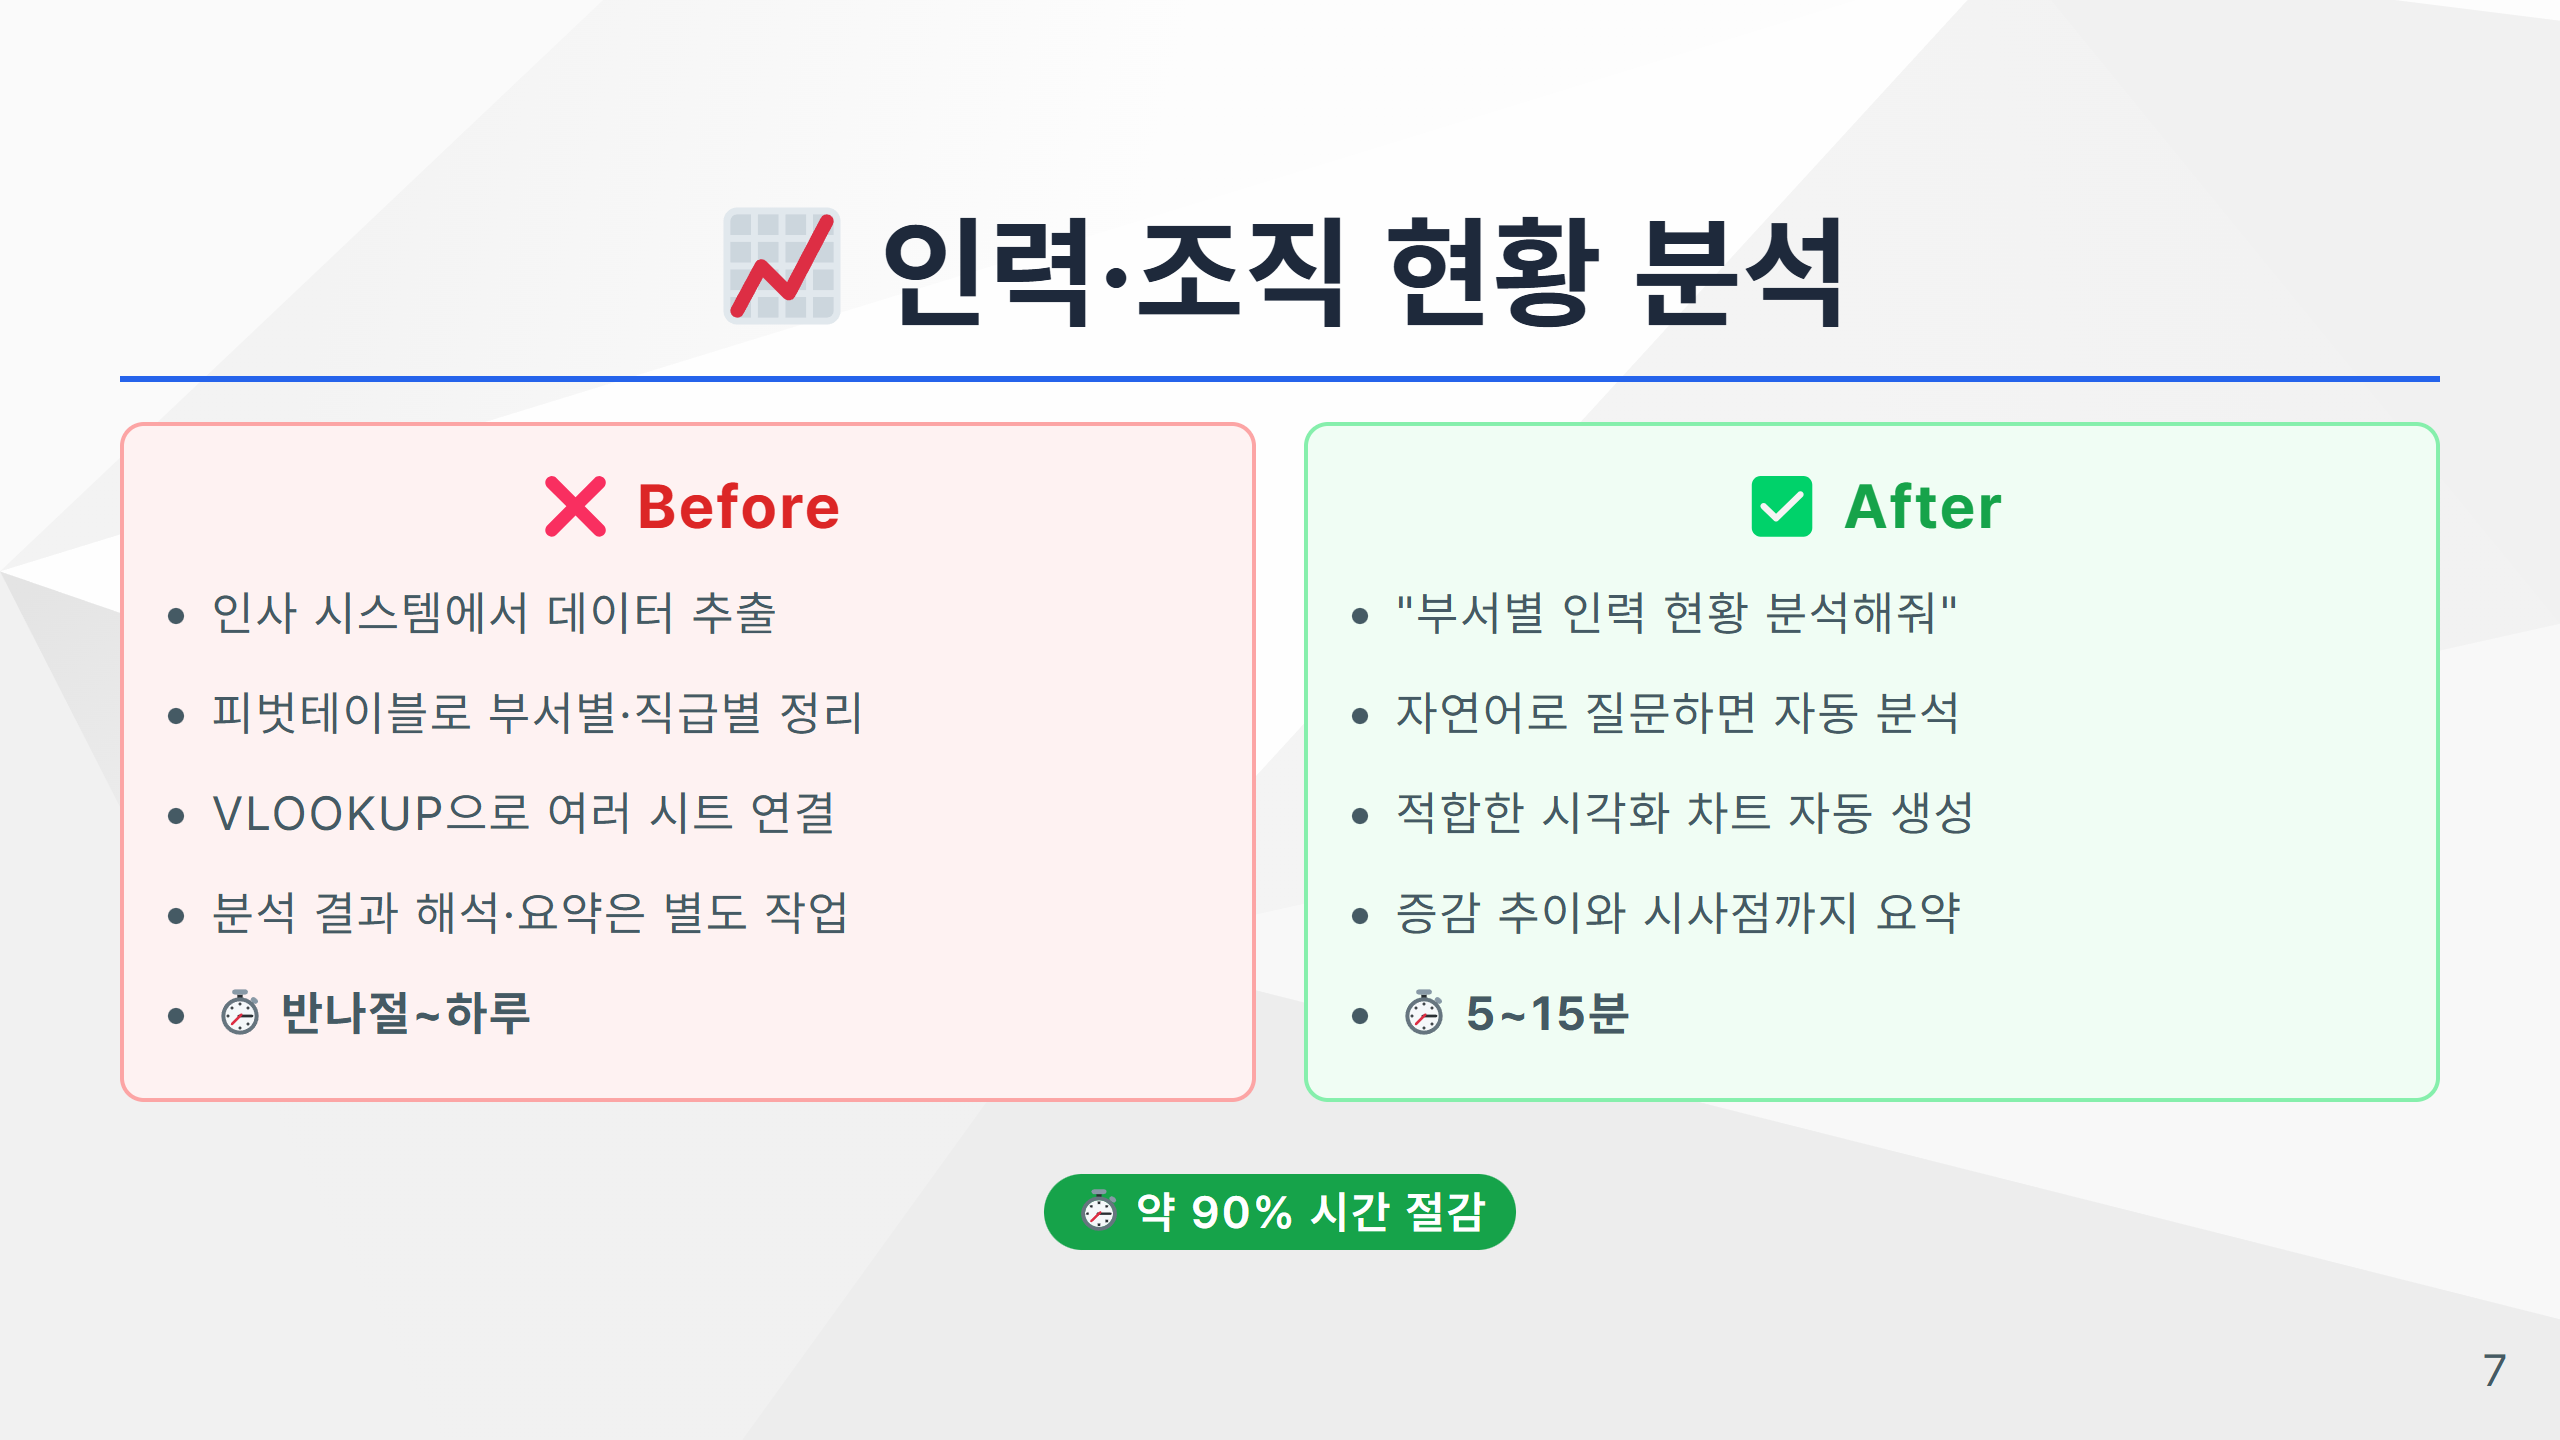 📈 인력·조직 현황 분석
❌ Before
• 인사 시스템에서 데이터 추출
• 피벗테이블로 부서별·직급별 정리
• VLOOKUP으로 여러 시트 연결
• 분석 결과 해석·요약은 별도 작업
• ⏱ 반나절~하루
✅ After
• "부서별 인력 현황 분석해줘"
• 자연어로 질문하면 자동 분석
• 적합한 시각화 차트 자동 생성
• 증감 추이와 시사점까지 요약
• ⏱ 5~15분
⏱ 약 90% 시간 절감
7